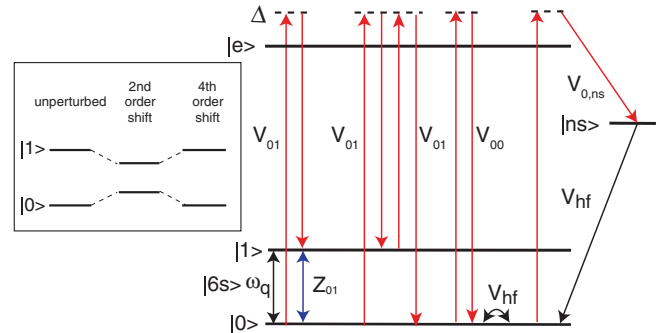 Δ
|e>
unperturbed
2nd
order
shift
4th
order
shift
|1>
|0>
V01
V01
V01
V00
V0,ns
|ns>
Vhf
|1>
|6s> ωq
Z01
Vhf
|0>